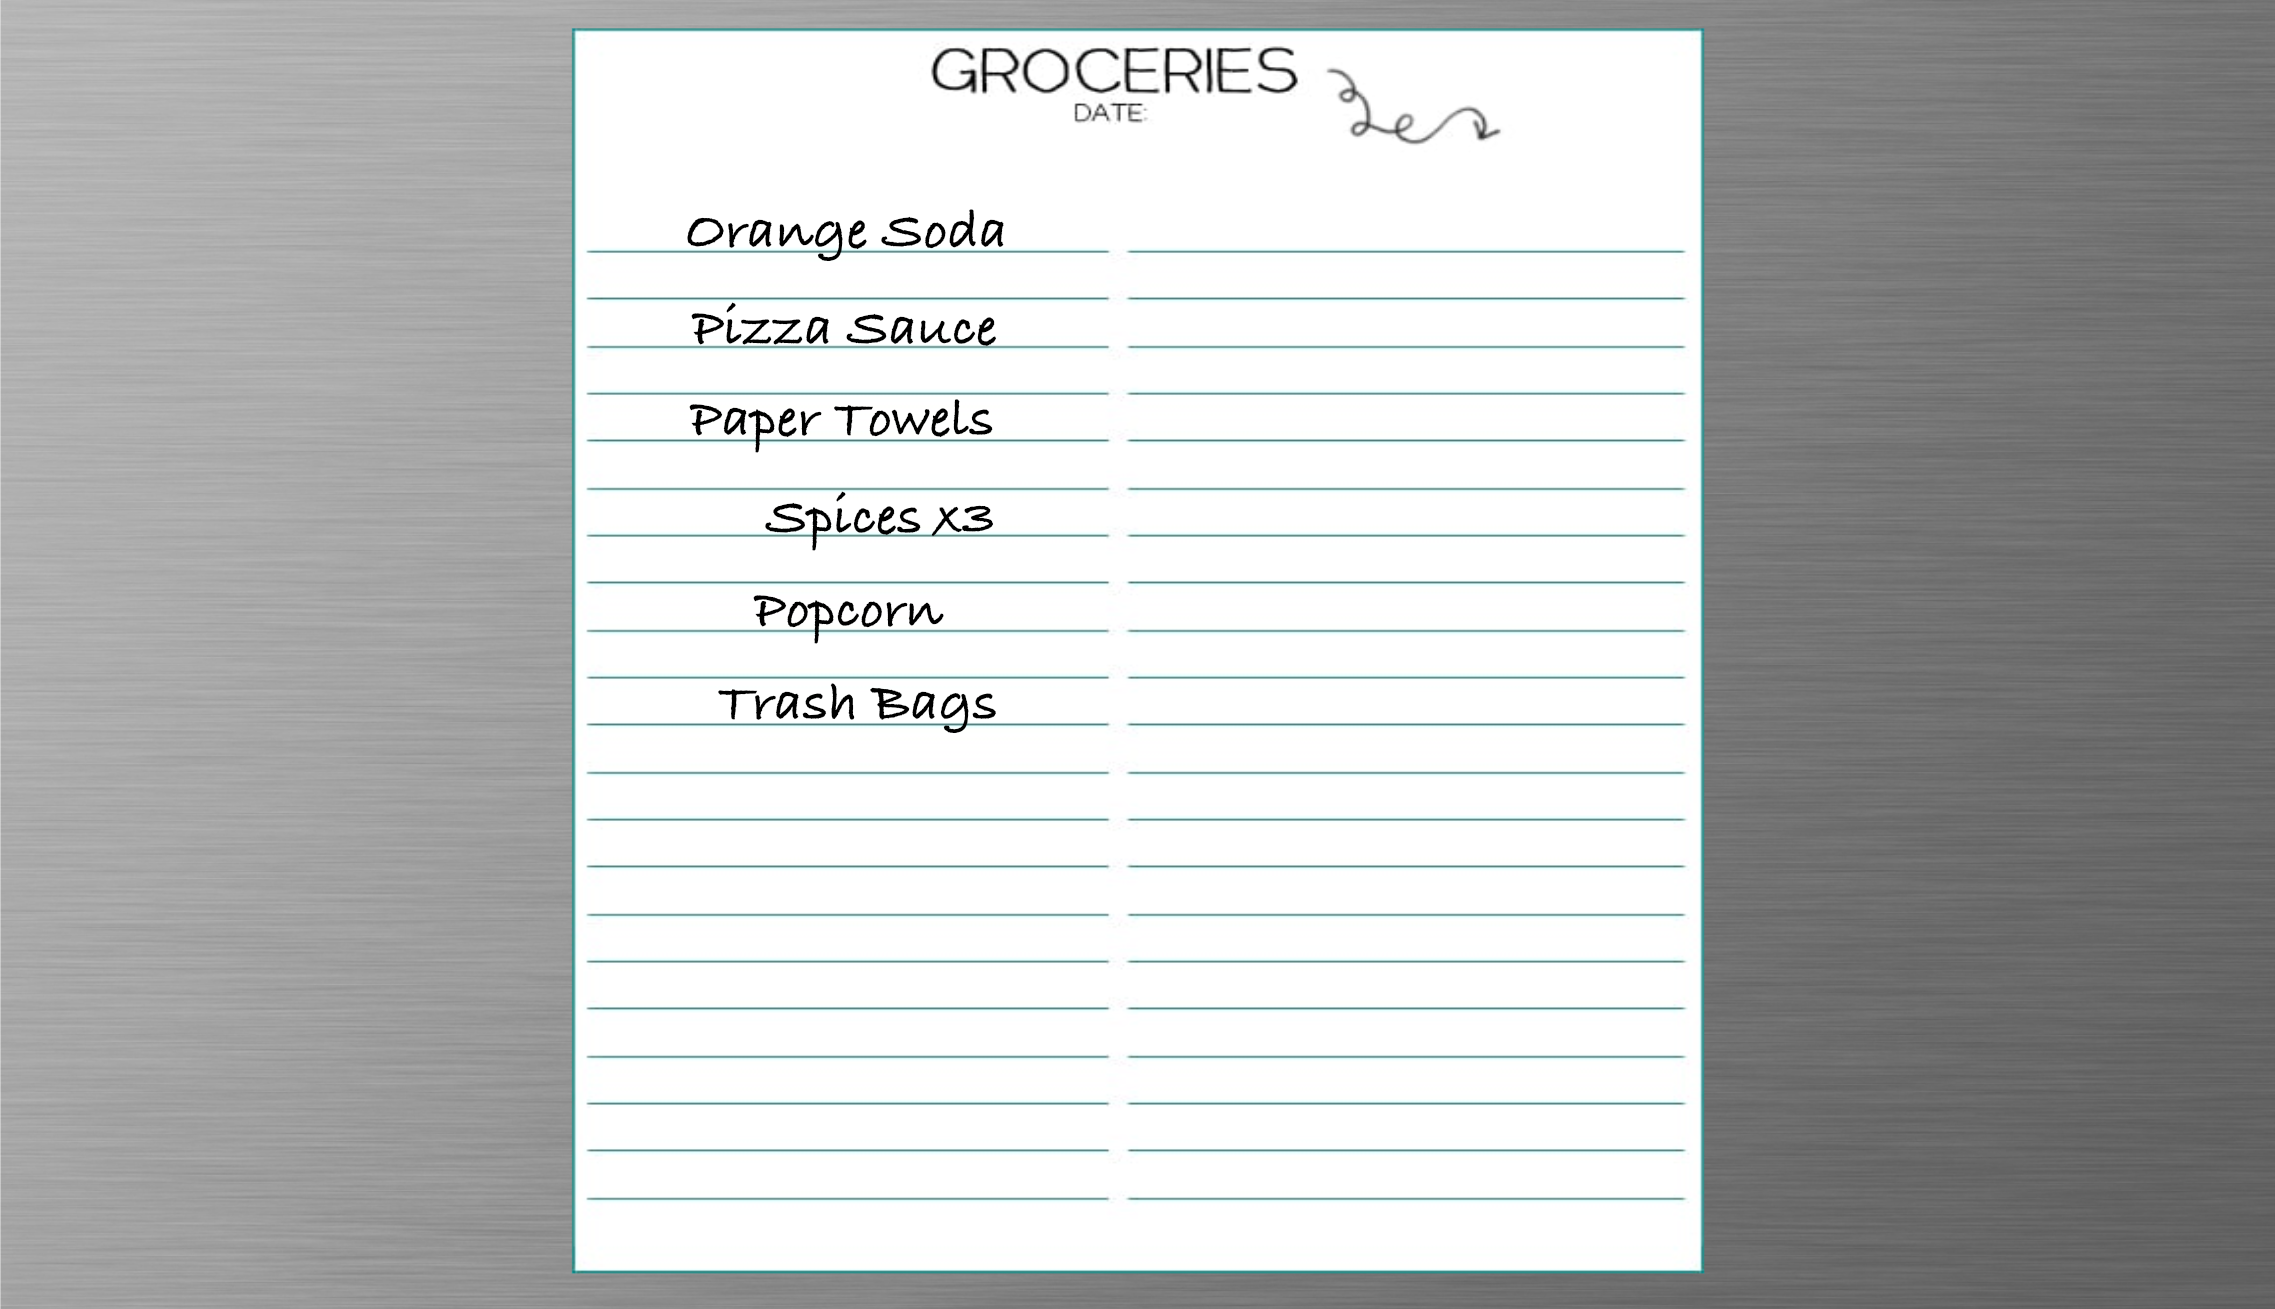 GROCERIES
DATE:
Orange Soda
Pizza Sauce
Paper Towels
Spices x3
Popcorn
Trash Bags